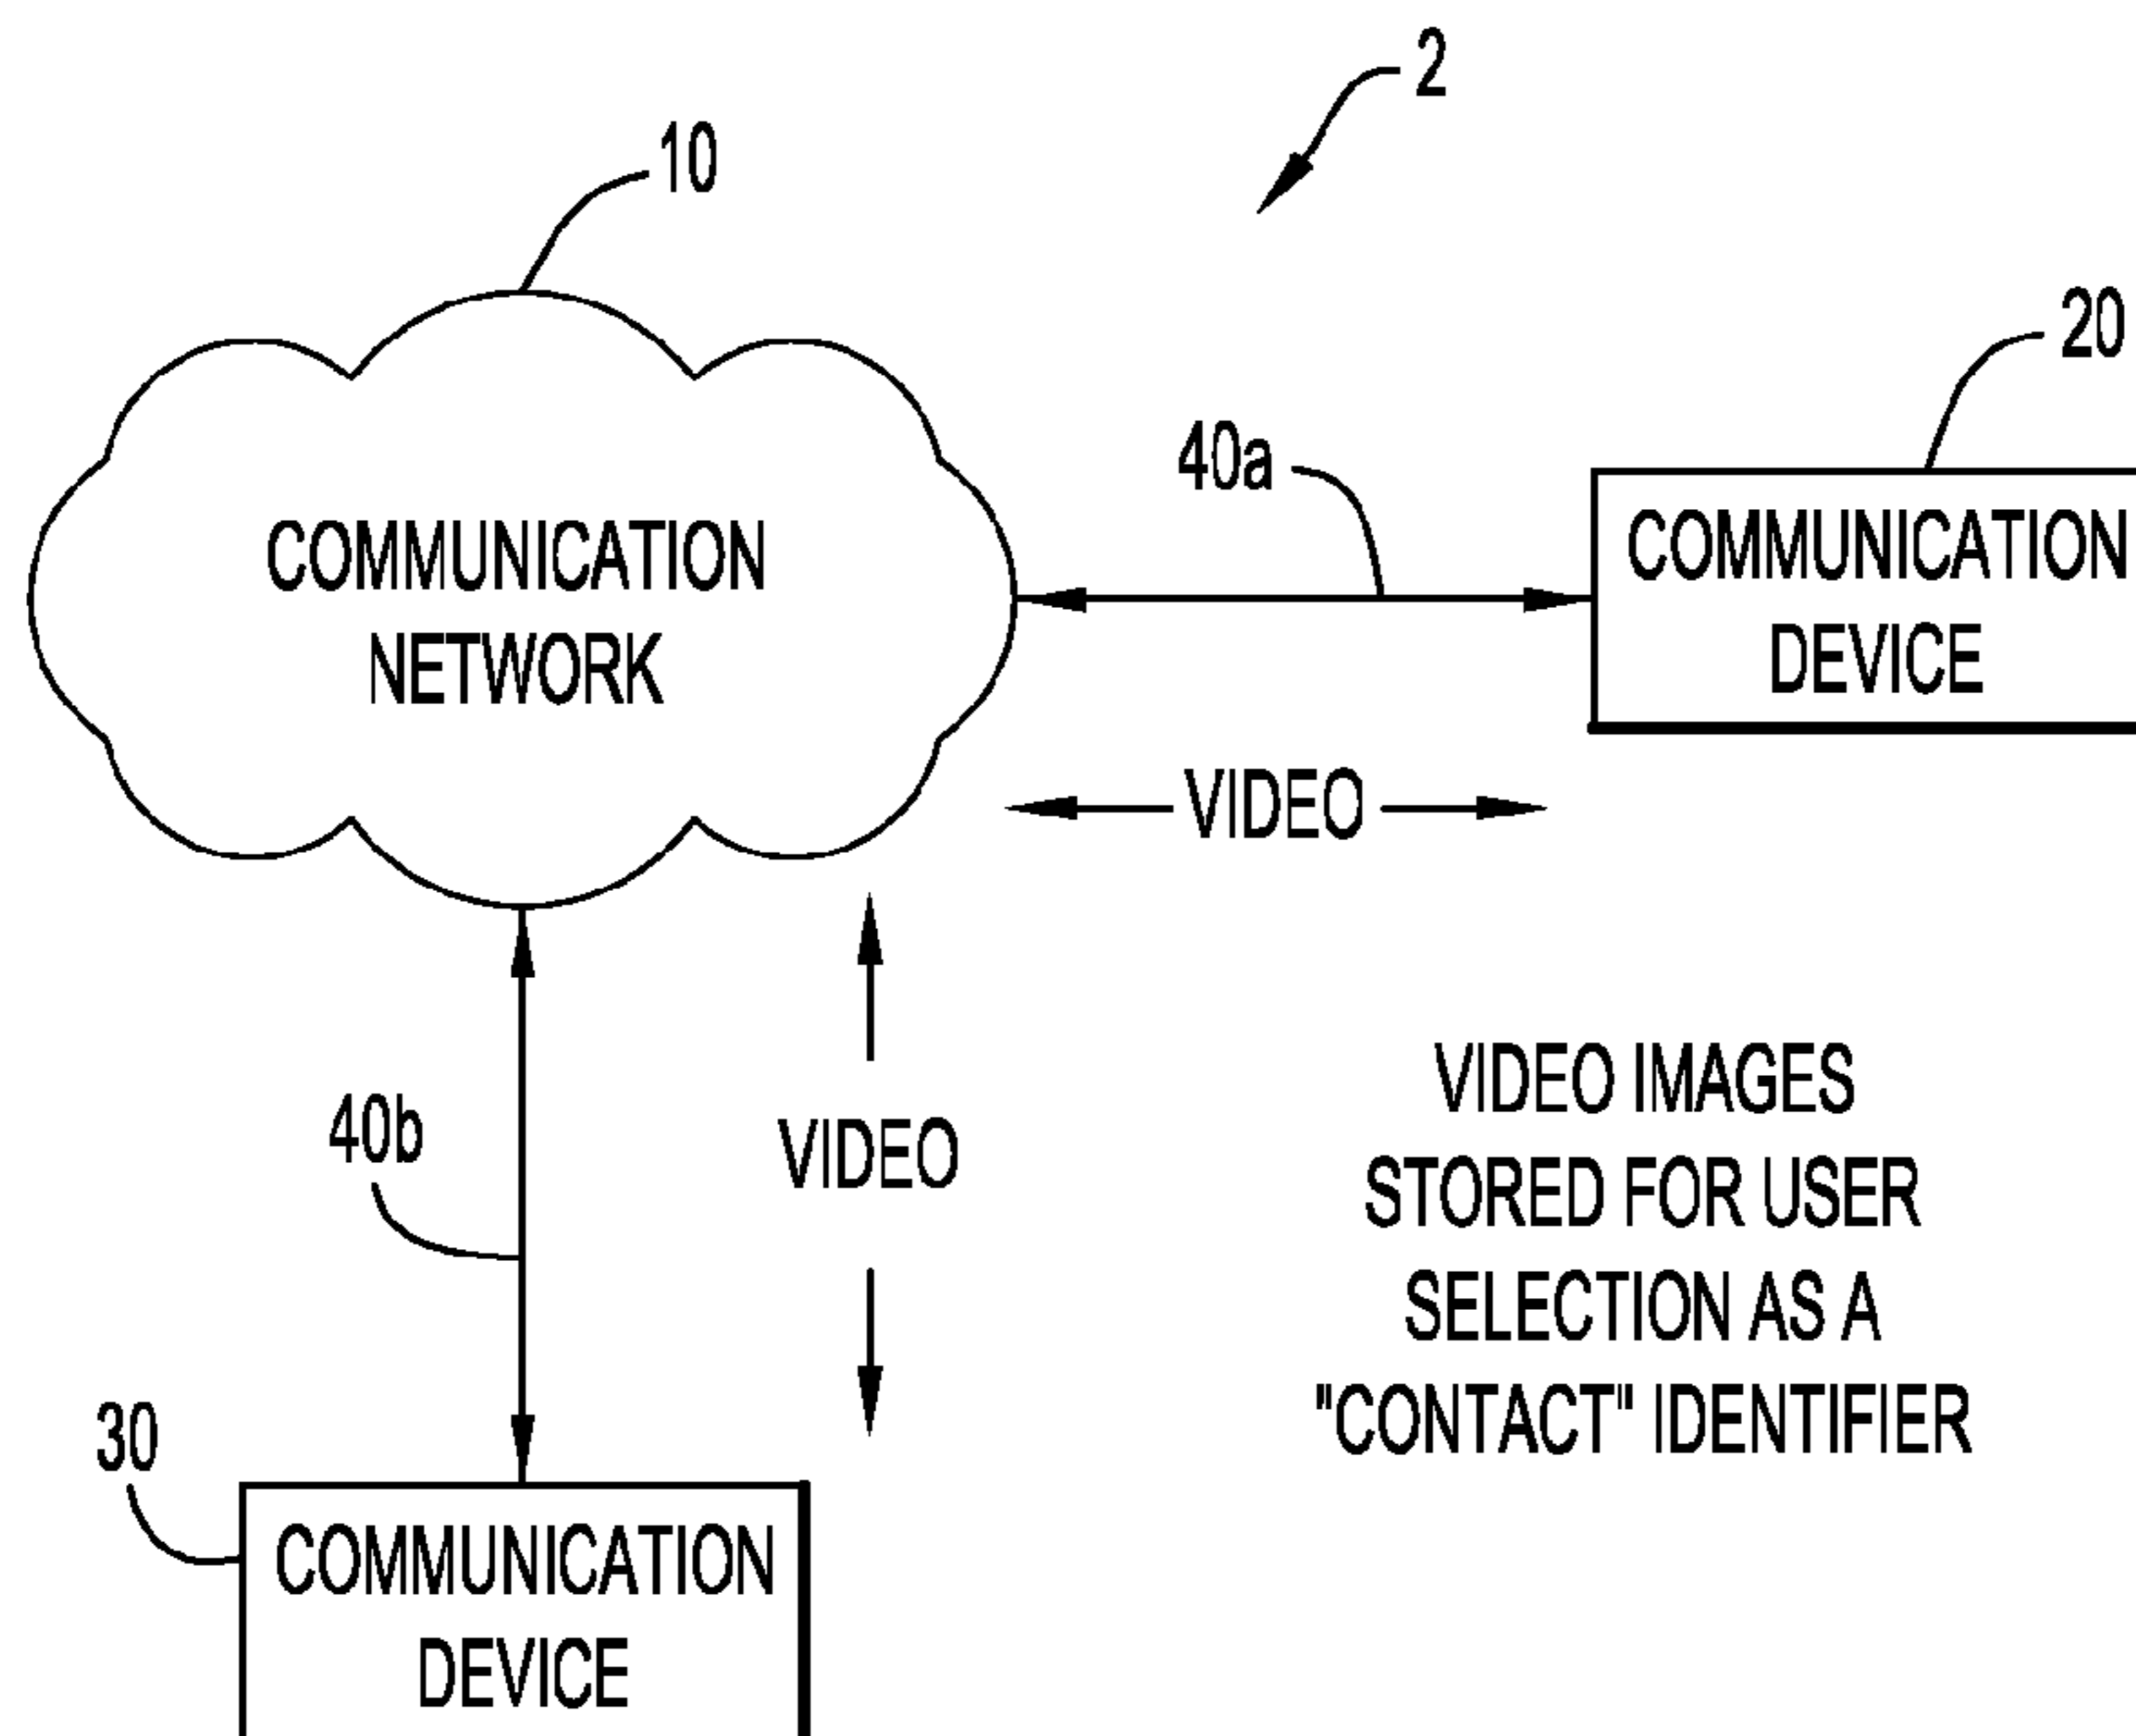 2
10
20
40a
COMMUNICATION
NETWORK
COMMUNICATION
DEVICE
VIDEO
40b
VIDEO
VIDEO IMAGES
STORED FOR USER
SELECTION AS A
"CONTACT" IDENTIFIER
30
COMMUNICATION
DEVICE